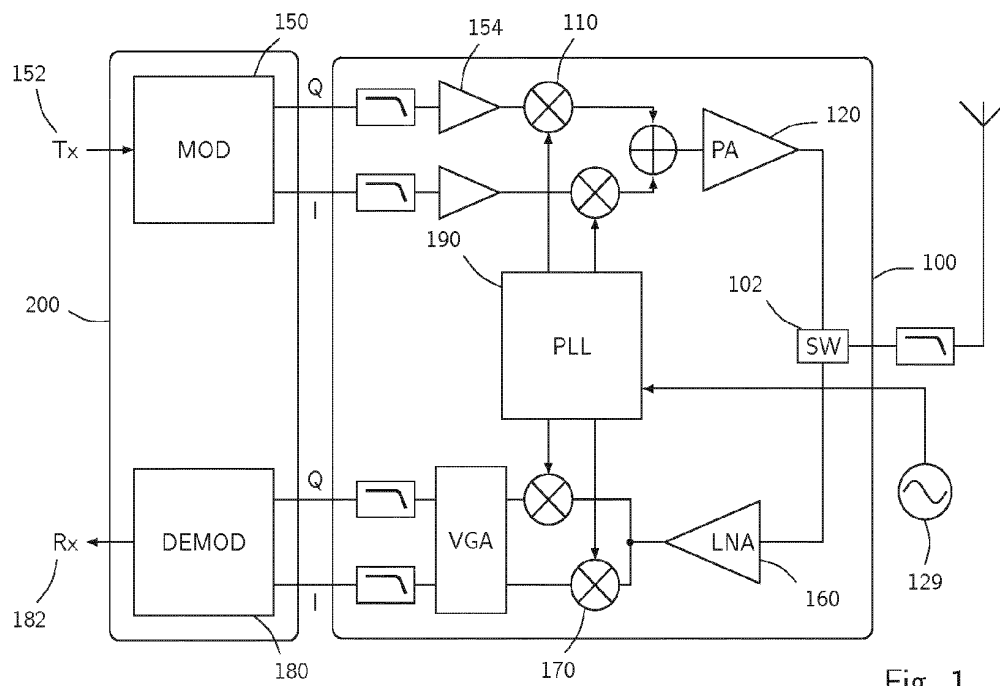 150
154
110
152
Q
120
Tx
MOD
PA
I
190
100
102
200
PLL
SW
Q
Rx
DEMOD
VGA
LNA
129
182
I
160
180
170
Fig. 1